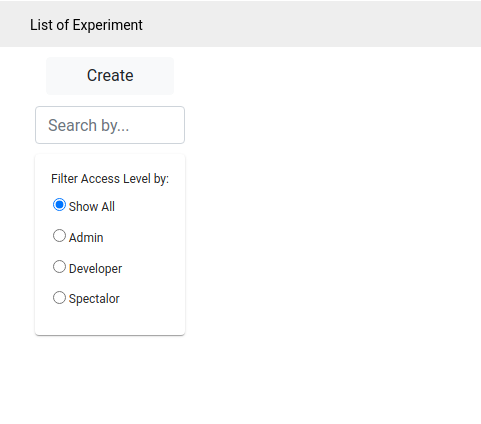 List of Experiment
Create
Search by...
Filter Access Level by:
Show All
Admin
Developer
Spectalor